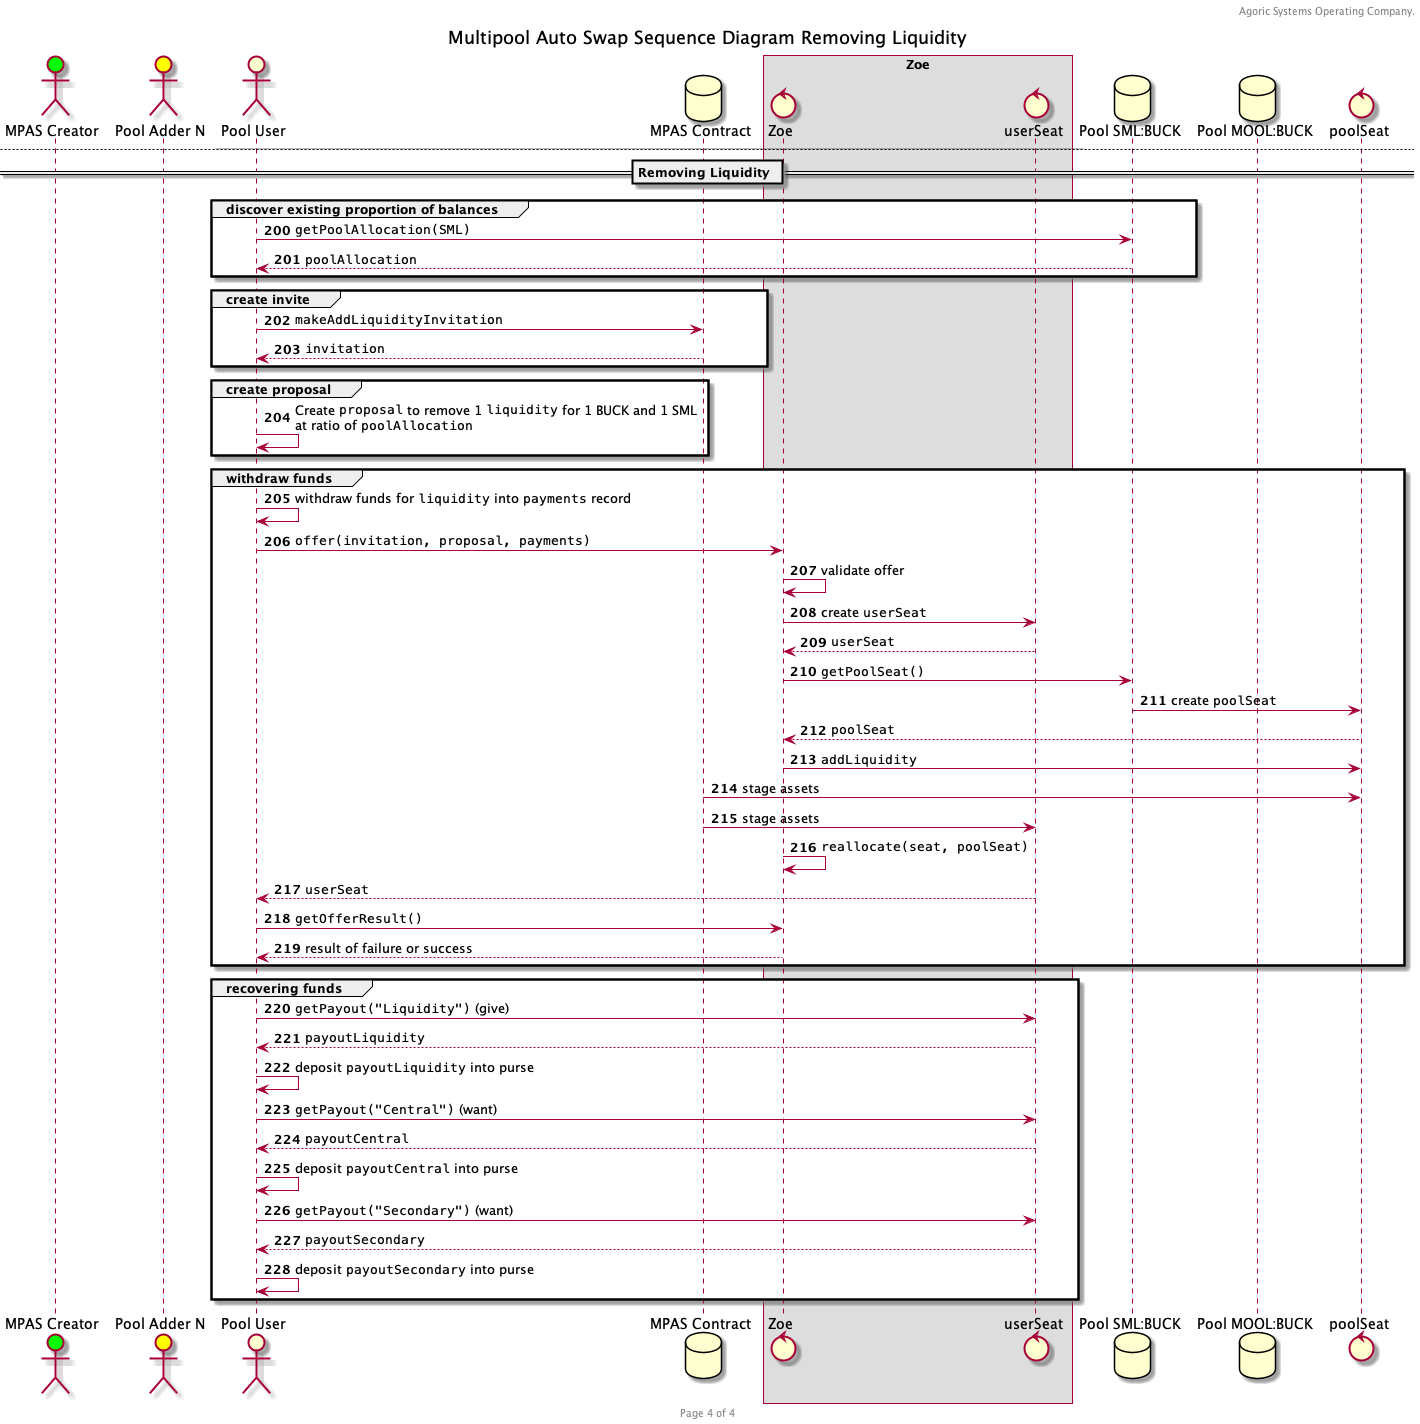 Agoric Systems Operating Company.
Multipool Auto Swap Sequence Diagram Removing Liquidity
Zoe
MPAS Creator Pool Adder N Pool User MPAS Contract Zoe userSeat Pool SML:BUCK Pool MOOL:BUCK poolSeat
Removing Liquidity
discover existing proportion of balances
200 getPoolAllocation(SML)
201 poolAllocation
create invite
202 makeAddLiquidityInvitation
203 invitation
create proposal
204 Create proposal to remove 1 liquidity for 1 BUCK and 1 SML
at ratio of poolAllocation
withdraw funds
205 withdraw funds for liquidity into payments record
206 offer(invitation, proposal, payments)
207 validate offer
208 create userSeat
209 userSeat
210 getPoolSeat()
211 create poolSeat
212 poolSeat
213 addLiquidity
214 stage assets
215 stage assets
216 reallocate(seat, poolSeat)
217 userSeat
218 getOfferResult()
219 result of failure or success
recovering funds
220 getPayout("Liquidity") (give)
221 payoutLiquidity
222 deposit payoutLiquidity into purse
223 getPayout("Central") (want)
224 payoutCentral
225 deposit payoutCentral into purse
226 getPayout("Secondary") (want)
227 payoutSecondary
228 deposit payoutSecondary into purse
MPAS Creator Pool Adder N Pool User MPAS Contract Zoe userSeat Pool SML:BUCK Pool MOOL:BUCK poolSeat
Page 4 of 4